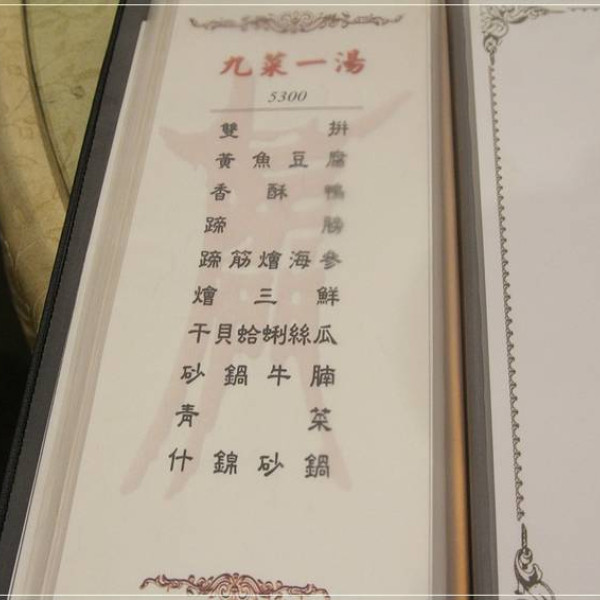 九菜一湯
5300
雙拼
黃魚豆腐
香酥鴨
蹄膀
蹄筋燴海參
燴三鮮
干貝蛤蜊絲瓜
砂鍋牛腩
青菜
什錦砂鍋